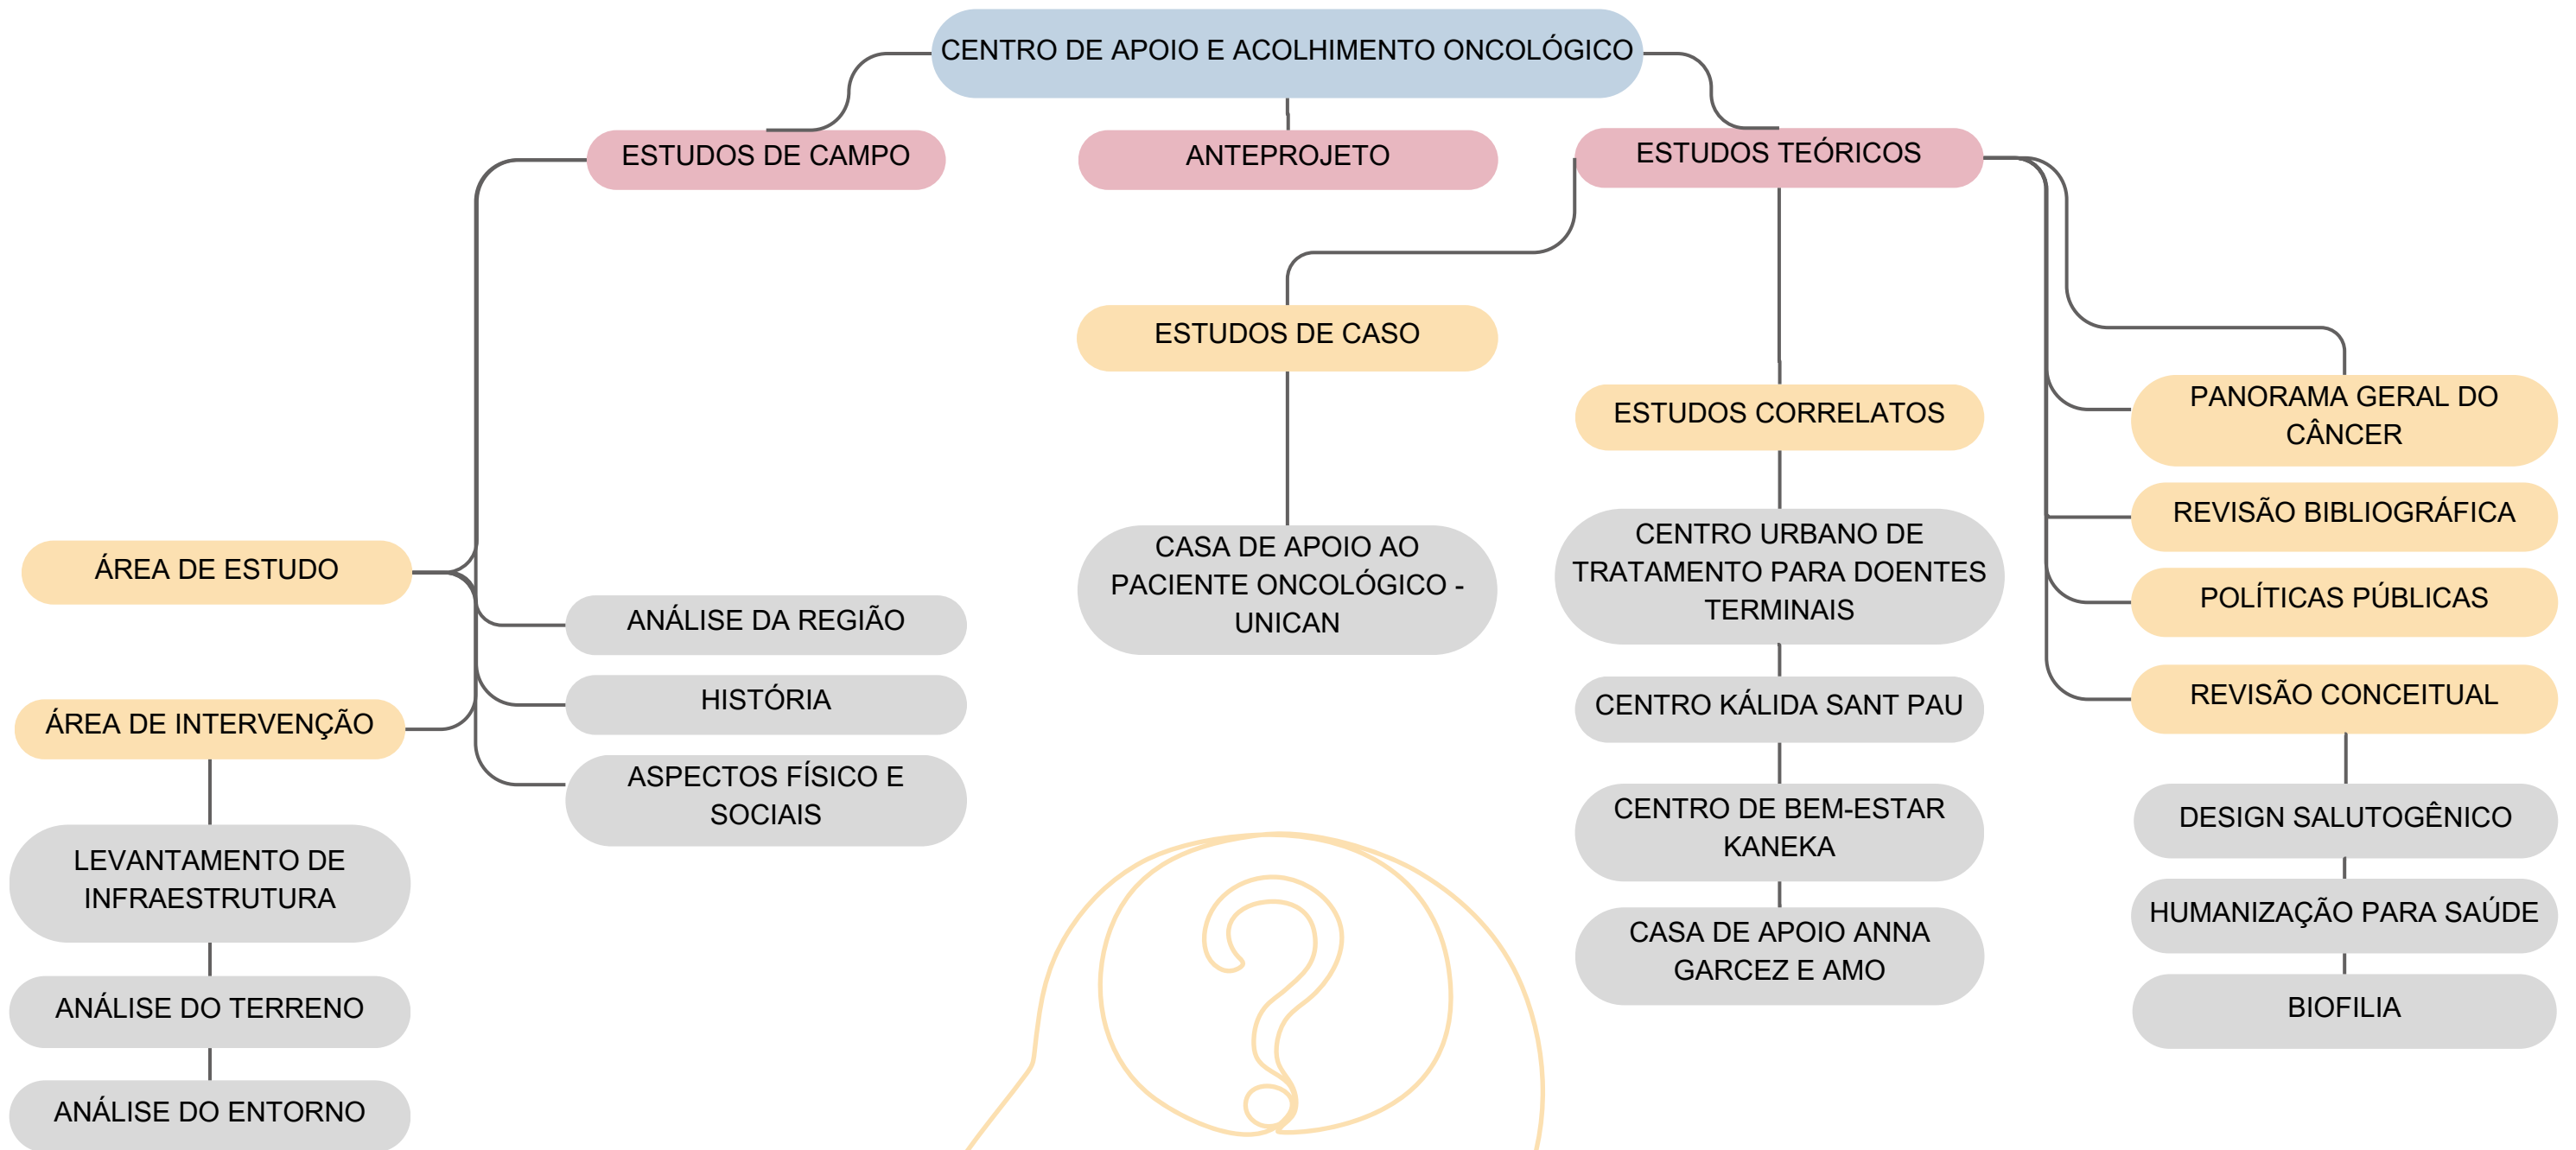 CENTRO DE APOIO E ACOLHIMENTO ONCOLÓGICO
ESTUDOS DE CAMPO
ANTEPROJETO
ESTUDOS TEÓRICOS
ÁREA DE ESTUDO
ANÁLISE DA REGIÃO
HISTÓRIA
ASPECTOS FÍSICO E
SOCIAIS
ÁREA DE INTERVENÇÃO
LEVANTAMENTO DE
INFRAESTRUTURA
ANÁLISE DO TERRENO
ANÁLISE DO ENTORNO
ESTUDOS DE CASO
CASA DE APOIO AO
PACIENTE ONCOLÓGICO -
UNICAN
ESTUDOS CORRELATOS
CENTRO URBANO DE
TRATAMENTO PARA DOENTES
TERMINAIS
CENTRO KÁLIDA SANT PAU
CENTRO DE BEM-ESTAR
KANEKA
CASA DE APOIO ANNA
GARCEZ E AMO
PANORAMA GERAL DO
CÂNCER
REVISÃO BIBLIOGRÁFICA
POLÍTICAS PÚBLICAS
REVISÃO CONCEITUAL
DESIGN SALUTOGÊNICO
HUMANIZAÇÃO PARA SAÚDE
BIOFILIA